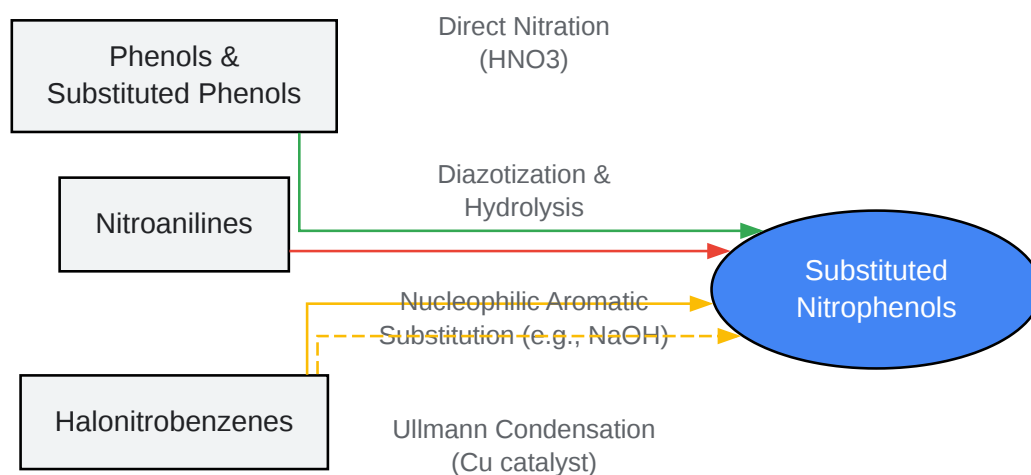 Direct Nitration
(HNO3)
Phenols &
Substituted Phenols
Diazotization &
Hydrolysis
Nitroanilines
Substituted
Nitrophenols
Nucleophilic Aromatic
Substitution (e.g., NaOH)
Halonitrobenzenes
Ullmann Condensation
(Cu catalyst)